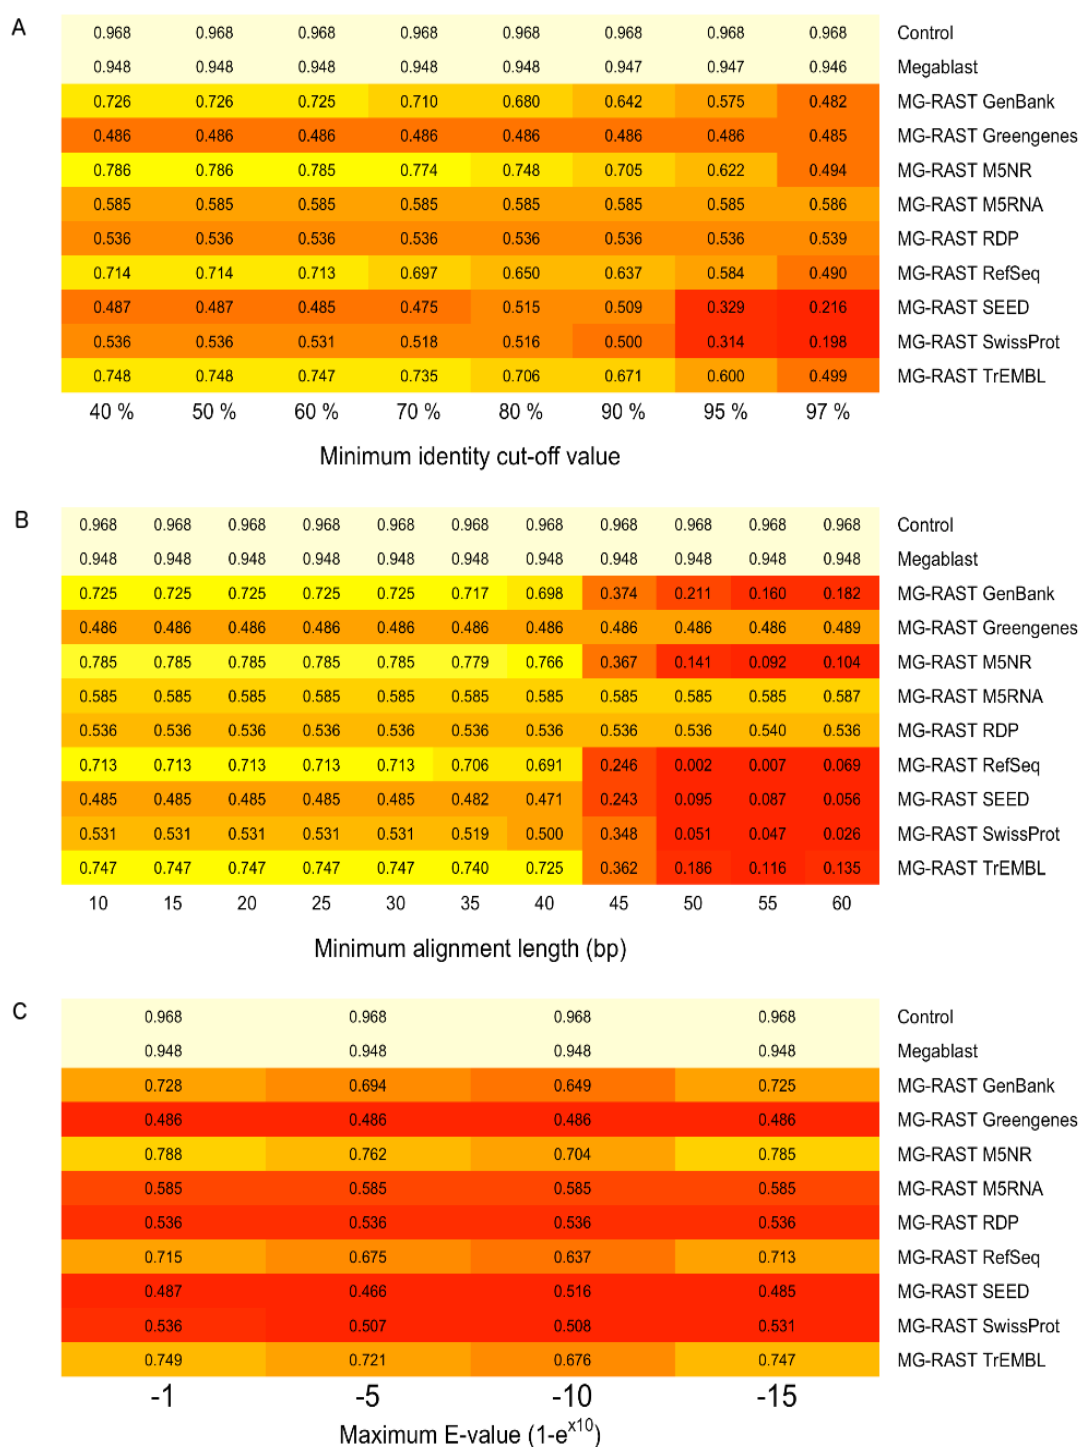 A
0.968 0.968 0.968 0.968 0.968 0.968 0.968 0.968 Control
0.948 0.948 0.948 0.948 0.948 0.947 0.947 0.946 Megablast
0.726 0.726 0.725 0.710 0.680 0.642 0.575 0.482 MG-RAST GenBank
0.486 0.486 0.486 0.486 0.486 0.486 0.486 0.485 MG-RAST Greengenes
0.786 0.786 0.785 0.774 0.748 0.705 0.622 0.494 MG-RAST M5NR
0.585 0.585 0.585 0.585 0.585 0.585 0.585 0.586 MG-RAST M5RNA
0.536 0.536 0.536 0.536 0.536 0.536 0.536 0.539 MG-RAST RDP
0.714 0.714 0.713 0.697 0.650 0.637 0.584 0.490 MG-RAST RefSeq
0.487 0.487 0.485 0.475 0.515 0.509 0.329 0.216 MG-RAST SEED
0.536 0.536 0.531 0.518 0.516 0.500 0.314 0.198 MG-RAST SwissProt
0.748 0.748 0.747 0.735 0.706 0.671 0.600 0.499 MG-RAST TrEMBL
40 % 50 % 60 % 70 % 80 % 90 % 95 % 97 %
Minimum identity cut-off value
B
0.968 0.968 0.968 0.968 0.968 0.968 0.968 0.968 0.968 0.968 0.968 Control
0.948 0.948 0.948 0.948 0.948 0.948 0.948 0.948 0.948 0.948 0.948 Megablast
0.725 0.725 0.725 0.725 0.725 0.717 0.698 0.374 0.211 0.160 0.182 MG-RAST GenBank
0.486 0.486 0.486 0.486 0.486 0.486 0.486 0.486 0.486 0.486 0.489 MG-RAST Greengenes
0.785 0.785 0.785 0.785 0.785 0.779 0.766 0.367 0.141 0.092 0.104 MG-RAST M5NR
0.585 0.585 0.585 0.585 0.585 0.585 0.585 0.585 0.585 0.585 0.587 MG-RAST M5RNA
0.536 0.536 0.536 0.536 0.536 0.536 0.536 0.536 0.536 0.540 0.536 MG-RAST RDP
0.713 0.713 0.713 0.713 0.713 0.706 0.691 0.246 0.002 0.007 0.069 MG-RAST RefSeq
0.485 0.485 0.485 0.485 0.485 0.482 0.471 0.243 0.095 0.087 0.056 MG-RAST SEED
0.531 0.531 0.531 0.531 0.531 0.519 0.500 0.348 0.051 0.047 0.026 MG-RAST SwissProt
0.747 0.747 0.747 0.747 0.747 0.740 0.725 0.362 0.186 0.116 0.135 MG-RAST TrEMBL
10 15 20 25 30 35 40 45 50 55 60
Minimum alignment length (bp)
C
0.968 0.968 0.968 0.968 Control
0.948 0.948 0.948 0.948 Megablast
0.728 0.694 0.649 0.725 MG-RAST GenBank
0.486 0.486 0.486 0.486 MG-RAST Greengenes
0.788 0.762 0.704 0.785 MG-RAST M5NR
0.585 0.585 0.585 0.585 MG-RAST M5RNA
0.536 0.536 0.536 0.536 MG-RAST RDP
0.715 0.675 0.637 0.713 MG-RAST RefSeq
0.487 0.466 0.516 0.485 MG-RAST SEED
0.536 0.507 0.508 0.531 MG-RAST SwissProt
0.749 0.721 0.676 0.747 MG-RAST TrEMBL
-1 -5 -10 -15
Maximum E-value (1-e^x10)